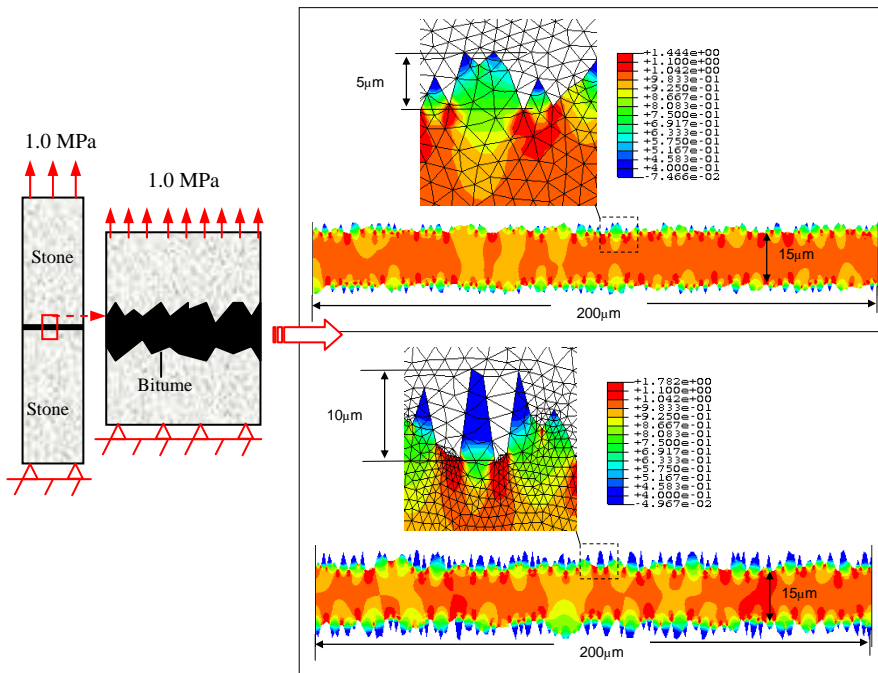 1.0 MPa
1.0 MPa
Stone
Stone
Bitume
5μm
+1.444e+00
+1.100e+00
+1.042e+00
+9.833e-01
+9.250e-01
+8.667e-01
+8.083e-01
+7.500e-01
+6.917e-01
+6.333e-01
+5.750e-01
+5.167e-01
+4.583e-01
+4.000e-01
-7.466e-02
15μm
200μm
10μm
+1.782e+00
+1.100e+00
+1.042e+00
+9.833e-01
+9.250e-01
+8.667e-01
+8.083e-01
+7.500e-01
+6.917e-01
+6.333e-01
+5.750e-01
+5.167e-01
+4.583e-01
+4.000e-01
-4.967e-02
15μm
200μm